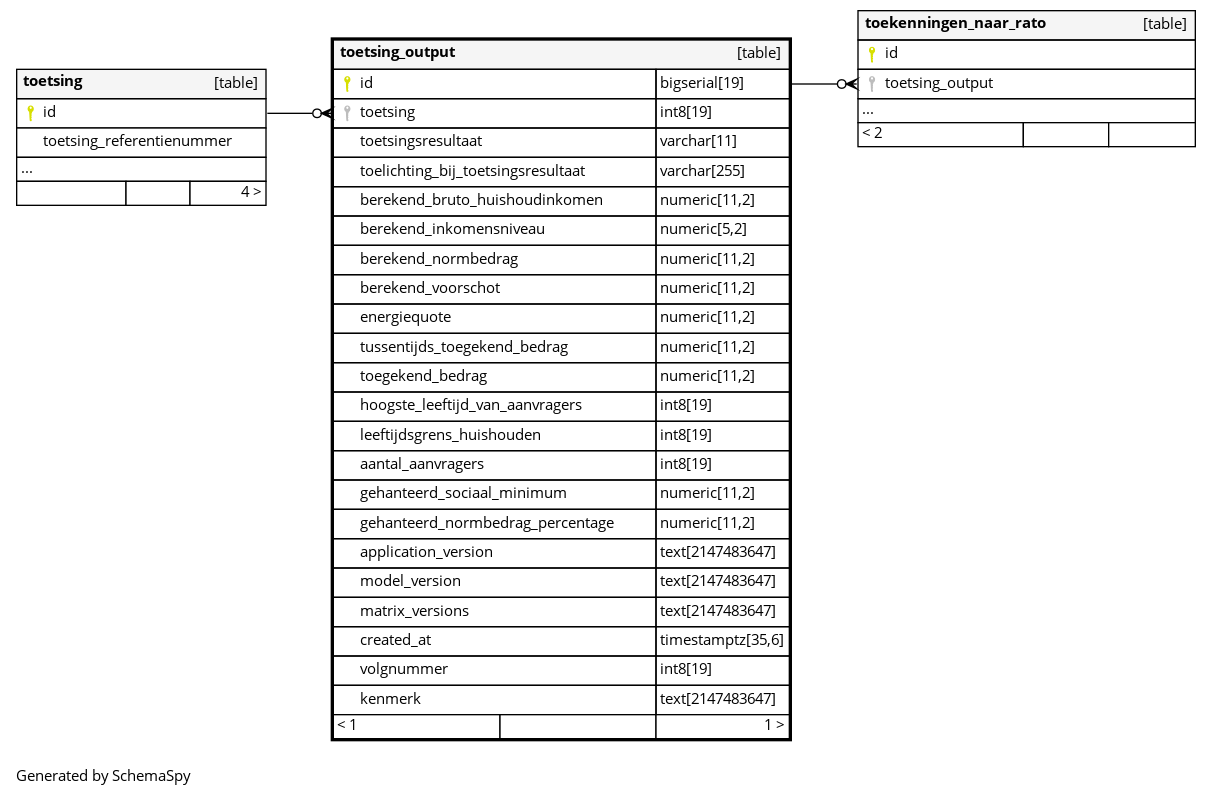 toetsing [table]
id
toetsing_referentienummer
...
4 >
toetsing_output [table]
id bigserial[19]
toetsing int8[19]
toetsingsresultaat varchar[11]
toelichting_bij_toetsingsresultaat varchar[255]
berekend_bruto_huishoudinkomen numeric[11,2]
berekend_inkomensniveau numeric[5,2]
berekend_normbedrag numeric[11,2]
berekend_voorschot numeric[11,2]
energiequote numeric[11,2]
tussentijds_toegekend_bedrag numeric[11,2]
toegekend_bedrag numeric[11,2]
hoogste_leeftijd_van_aanvragers int8[19]
leeftijdsgrens_huishouden int8[19]
aantal_aanvragers int8[19]
gehanteerd_sociaal_minimum numeric[11,2]
gehanteerd_normbedrag_percentage numeric[11,2]
application_version text[2147483647]
model_version text[2147483647]
matrix_versions text[2147483647]
created_at timestamptz[35,6]
volgnummer int8[19]
kenmerk text[2147483647]
< 1 1 >
toekenningen_naar_rato [table]
id
toetsing_output
...
< 2
Generated by SchemaSpy